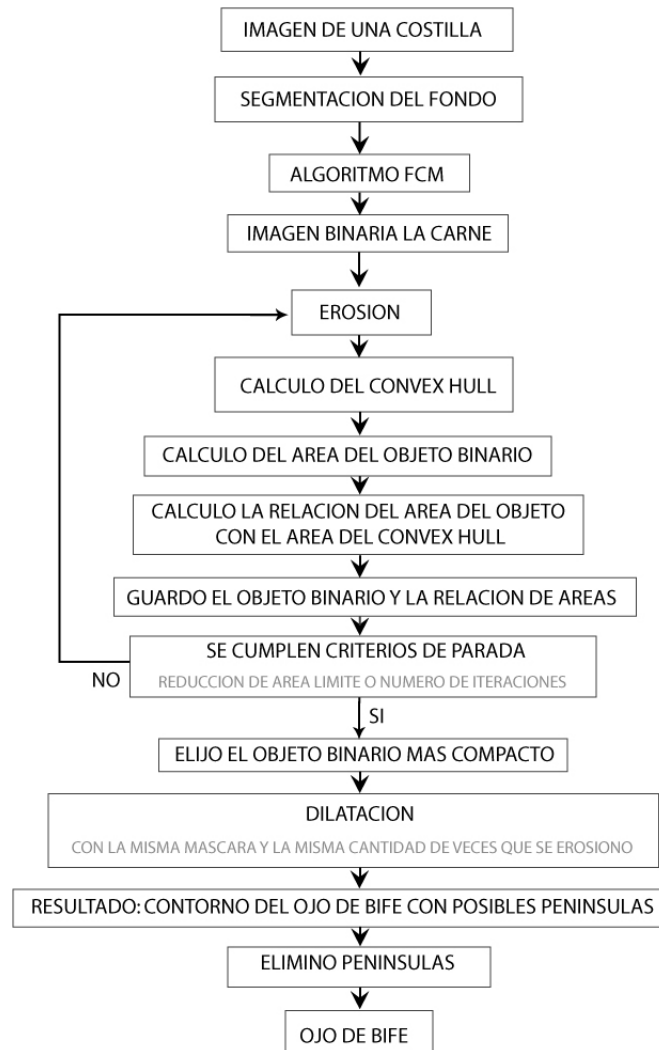 IMAGEN DE UNA COSTILLA
SEGMENTACION DEL FONDO
ALGORITMO FCM
IMAGEN BINARIA LA CARNE
EROSION
CALCULO DEL CONVEX HULL
CALCULO DEL AREA DEL OBJETO BINARIO
CALCULO LA RELACION DEL AREA DEL OBJETO
CON EL AREA DEL CONVEX HULL
GUARDO EL OBJETO BINARIO Y LA RELACION DE AREAS
SE CUMPLEN CRITERIOS DE PARADA
REDUCCION DE AREA LIMITE O NUMERO DE ITERACIONES
NO
SI
ELIJO EL OBJETO BINARIO MAS COMPACTO
DILATACION
CON LA MISMA MASCARA Y LA MISMA CANTIDAD DE VECES QUE SE EROSIONO
RESULTADO: CONTORNO DEL OJO DE BIFE CON POSIBLES PENINSULAS
ELIMINO PENINSULAS
OJO DE BIFE